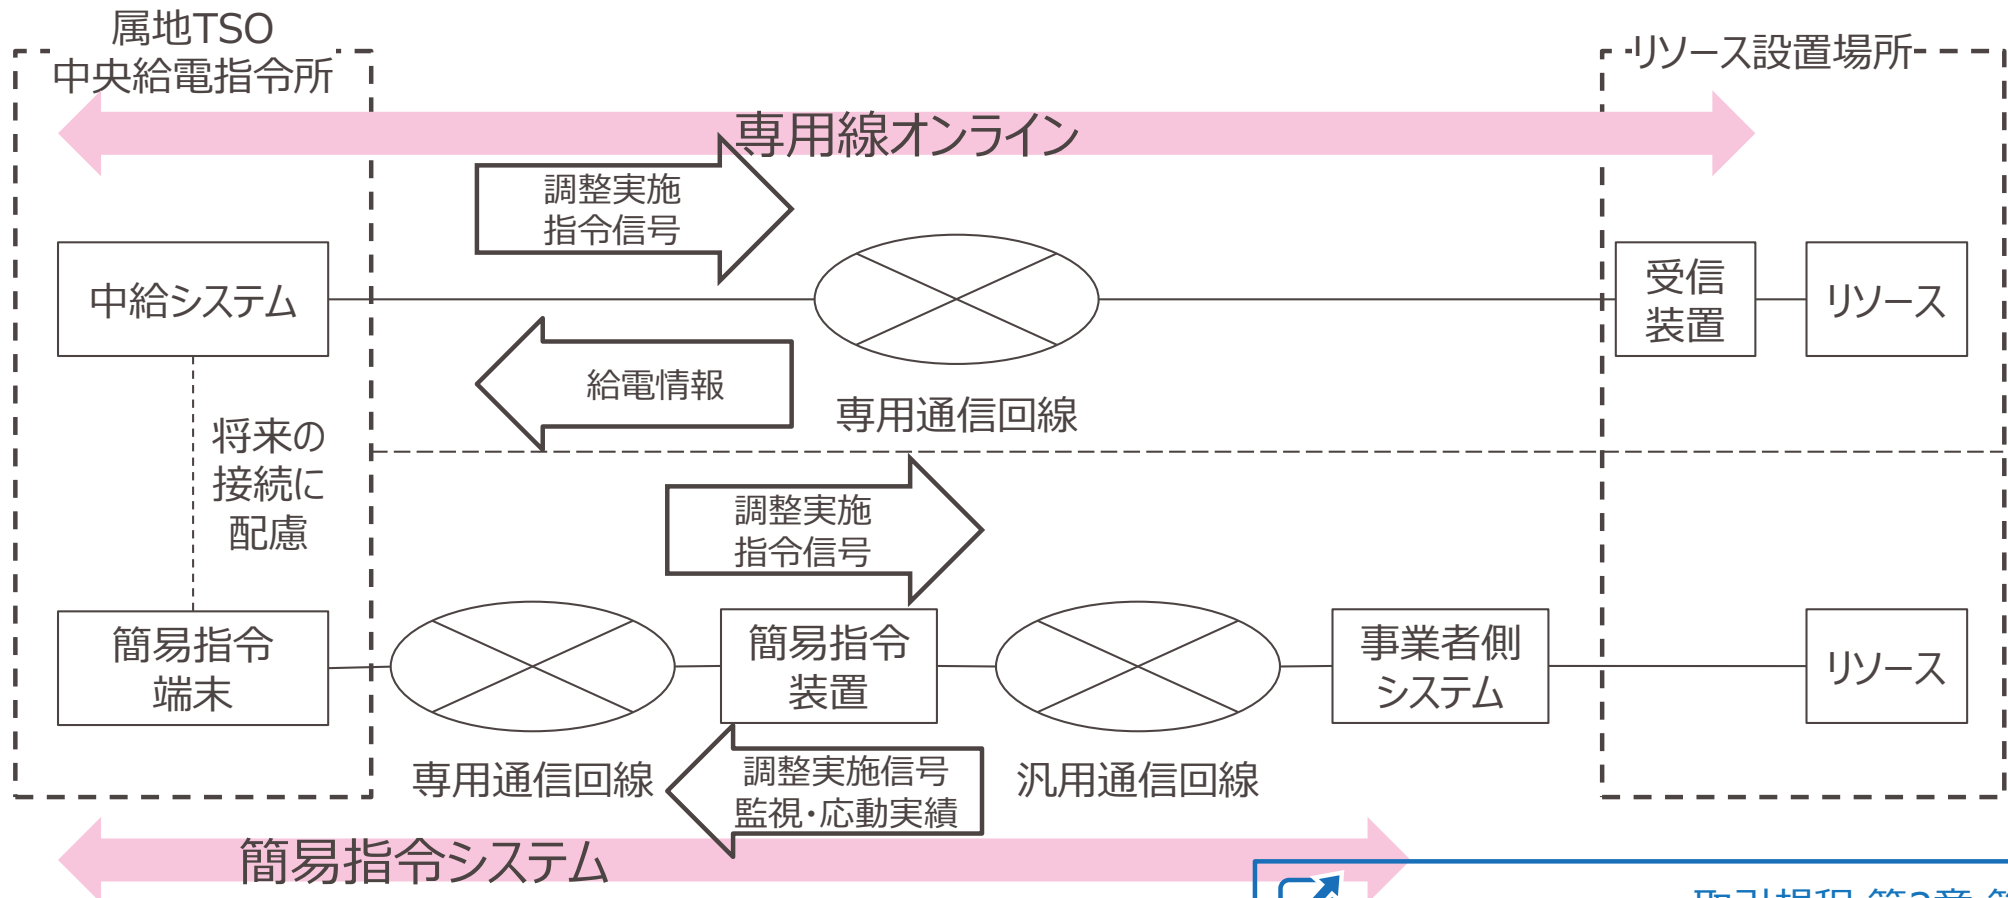 属地TSO
中央給電指令所
リソース設置場所
専用線オンライン
調整実施
指令信号
中給システム
受信
装置
リソース
給電情報
専用通信回線
将来の
接続に
配慮
調整実施
指令信号
簡易指令
端末
簡易指令
装置
事業者側
システム
リソース
専用通信回線
調整実施信号
監視・応動実績
汎用通信回線
簡易指令システム